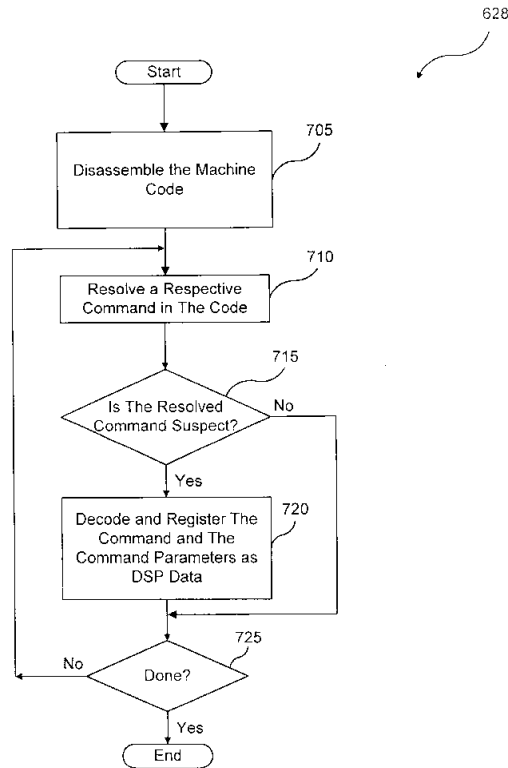 628
Start
705
Disassemble the Machine
Code
710
Resolve a Respective
Command in The Code
715
Is The Resolved
Command Suspect?
No
Yes
720
Decode and Register The
Command and The
Command Parameters as
DSP Data
725
No
Done?
Yes
End